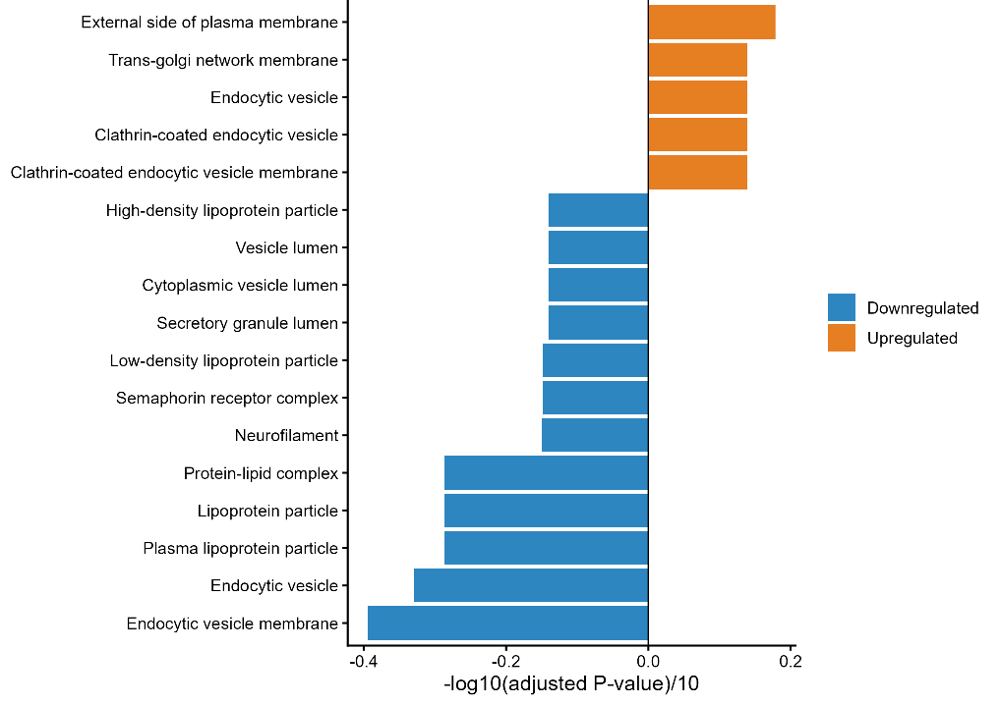 External side of plasma membrane
Trans-golgi network membrane
Endocytic vesicle
Clathrin-coated endocytic vesicle
Clathrin-coated endocytic vesicle membrane
High-density lipoprotein particle
Vesicle lumen
Cytoplasmic vesicle lumen
Secretory granule lumen
Low-density lipoprotein particle
Semaphorin receptor complex
Neurofilament
Protein-lipid complex
Lipoprotein particle
Plasma lipoprotein particle
Endocytic vesicle
Endocytic vesicle membrane
-0.4 -0.2 0.0 0.2
-log10(adjusted P-value)/10
Downregulated
Upregulated